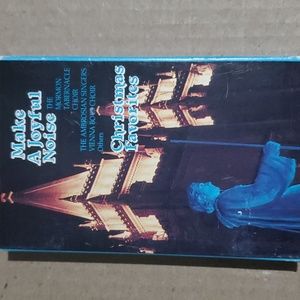 Make
A Joyful
Noise
THE
MORMON
TABERNACLE
CHOIR
THE AMBROSIAN SINGERS
VIENNA BOYS CHOIR
Others
Christmas
Favorites